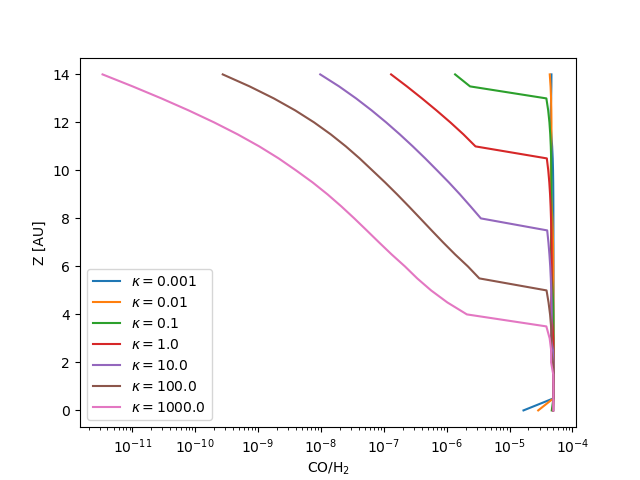 14
12
10
8
6
4
2
0
Z [AU]
κ = 0.001
κ = 0.01
κ = 0.1
κ = 1.0
κ = 10.0
κ = 100.0
κ = 1000.0
10⁻¹¹ 10⁻¹⁰ 10⁻⁹ 10⁻⁸ 10⁻⁷ 10⁻⁶ 10⁻⁵ 10⁻⁴
CO/H₂